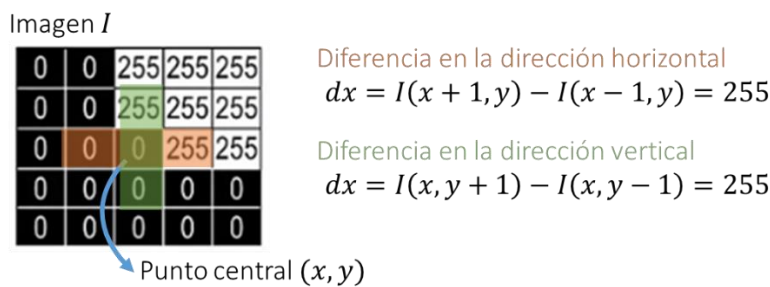 Imagen I
0 0 255 255 255
0 0 255 255 255
0 0 0 255 255
0 0 0 0 0
0 0 0 0 0
Punto central (x, y)
Diferencia en la dirección horizontal
dx = I(x + 1, y) − I(x − 1, y) = 255
Diferencia en la dirección vertical
dx = I(x, y + 1) − I(x, y − 1) = 255